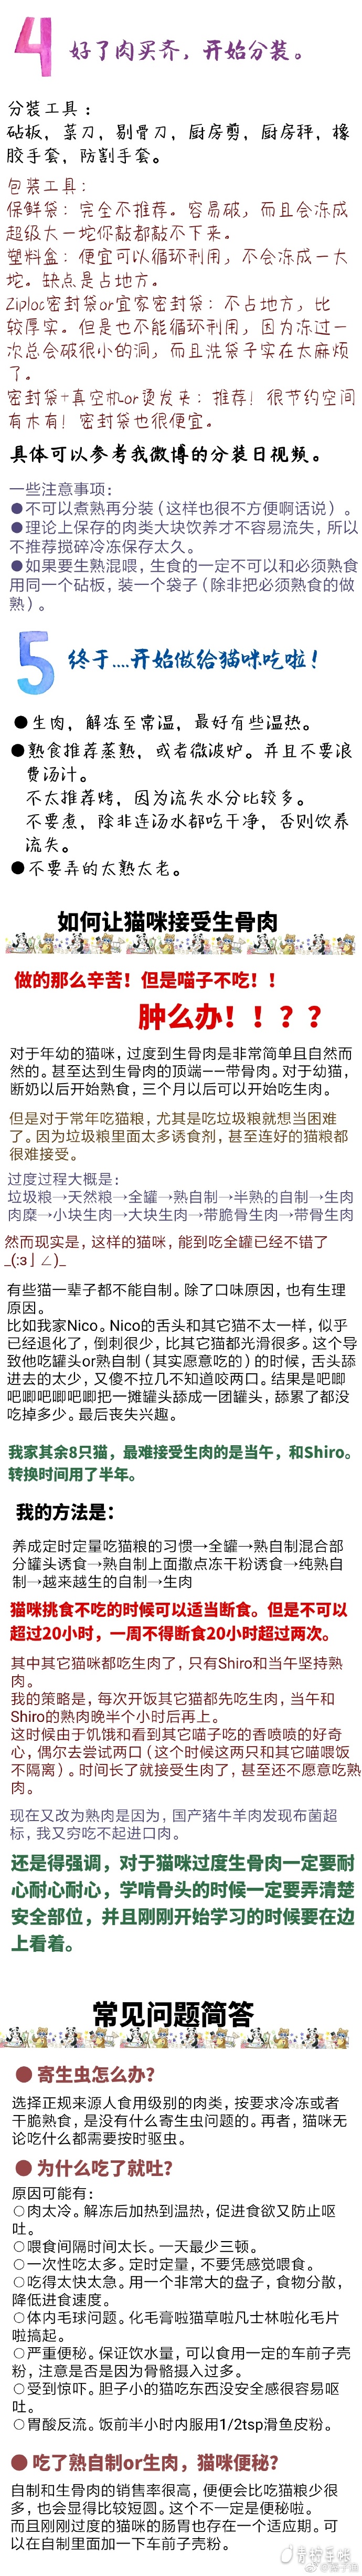 4 好了肉买齐，开始分装。
分装工具：
砧板，菜刀，剔骨刀，厨房剪，厨房秤，橡
胶手套，防割手套。
包装工具：
保鲜袋：完全不推荐。容易破，而且会冻成
超级大一坨你敲都敲不下来。
塑料盒：便宜可以循环利用，不会冻成一大
坨。缺点是占地方。
Ziploc密封袋or宜家密封袋：不占地方，比
较厚实。但是也不能循环利用，因为冻过一
次总会破很小的洞，而且洗袋子实在太麻烦
了。
密封袋+真空机or烫发夹：推荐！很节约空间
有木有！密封袋也很便宜。
具体可以参考我微博的分装日视频。
一些注意事项：
●不可以煮熟再分装（这样也很不方便啊话说）。
●理论上保存的肉类大块饮养才不容易流失，所以
不推荐搅碎冷冻保存太久。
●如果要生熟混喂，生食的一定不可以和必须熟食
用同一个砧板，装一个袋子（除非把必须熟食的做
熟）。
5 终于....开始做给猫咪吃啦！
●生肉，解冻至常温，最好有些温热。
●熟食推荐蒸熟，或者微波炉。并且不要浪
费汤汁。
不太推荐烤，因为流失水分比较多。
不要煮，除非连汤水都吃干净，否则饮养
流失。
●不要弄的太熟太老。
如何让猫咪接受生骨肉
做的那么辛苦！但是喵子不吃！！
肿么办！！？？
对于年幼的猫咪，过度到生骨肉是非常简单且自然而
然的。甚至达到生骨肉的顶端——带骨肉。对于幼猫，
断奶以后开始熟食，三个月以后可以开始吃生肉。
但是对于常年吃猫粮，尤其是吃垃圾粮就想当困难
了。因为垃圾粮里面太多诱食剂，甚至连好的猫粮都
很难接受。
过度过程大概是：
垃圾粮→天然粮→全罐→熟自制→半熟的自制→生肉
肉糜→小块生肉→大块生肉→带脆骨生肉→带骨生肉
然而现实是，这样的猫咪，能到吃全罐已经不错了
_(:з」∠)_
有些猫一辈子都不能自制。除了口味原因，也有生理
原因。
比如我家Nico。Nico的舌头和其它猫不太一样，似乎
已经退化了，倒刺很少，比其它猫都光滑很多。这个导
致他吃罐头or熟自制（其实愿意吃的）的时候，舌头舔
进去的太少，又傻不拉几不知道咬两口。结果是吧唧
吧唧吧唧吧唧吧唧把一摊罐头舔成一团罐头，舔累了都没
吃掉多少。最后丧失兴趣。
我家其余8只猫，最难接受生肉的是当午，和Shiro。
转换时间用了半年。
我的方法是：
养成定时定量吃猫粮的习惯→全罐→熟自制混合部
分罐头诱食→熟自制上面撒点冻干粉诱食→纯熟自
制→越来越生的自制→生肉
猫咪挑食不吃的时候可以适当断食。但是不可以
超过20小时，一周不得断食20小时超过两次。
其中其它猫咪都吃生肉了，只有Shiro和当午坚持熟
肉。
我的策略是，每次开饭其它猫都先吃生肉，当午和
Shiro的熟肉晚半个小时后再上。
这时候由于饥饿和看到其它喵子吃的香喷喷的好奇
心，偶尔去尝试两口（这个时候这两只和其它喵喂饭
不隔离）。时间长了就接受生肉了，甚至还不愿意吃熟
肉。
现在又改为熟肉是因为，国产猪牛羊肉发现布菌超
标，我又穷吃不起进口肉。
还是得强调，对于猫咪过度生骨肉一定要耐
心耐心耐心，学啃骨头的时候一定要弄清楚
安全部位，并且刚刚开始学习的时候要在边
上看着。
常见问题简答
● 寄生虫怎么办？
选择正规来源人食用级别的肉类，按要求冷冻或者
干脆熟食，是没有什么寄生虫问题的。再者，猫咪无
论吃什么都需要按时驱虫。
● 为什么吃了就吐？
原因可能有：
○肉太冷。解冻后加热到温热，促进食欲又防止呕
吐。
○喂食间隔时间太长。一天最少三顿。
○一次性吃太多。定时定量，不要凭感觉喂食。
○吃得太快太急。用一个非常大的盘子，食物分散，
降低进食速度。
○体内毛球问题。化毛膏啦猫草啦凡士林啦化毛片
啦搞起。
○严重便秘。保证饮水量，可以食用一定的车前子壳
粉，注意是否是因为骨骼摄入过多。
○受到惊吓。胆子小的猫吃东西没安全感很容易呕
吐。
○胃酸反流。饭前半小时内服用1/2tsp滑鱼皮粉。
● 吃了熟自制or生肉，猫咪便秘？
自制和生骨肉的销售率很高，便便会比吃猫粮少很
多，也会显得比较短圆。这个不一定是便秘啦。
而且刚刚过度的猫咪的肠胃也存在一个适应期。可
以在自制里面加一下车前子壳粉。